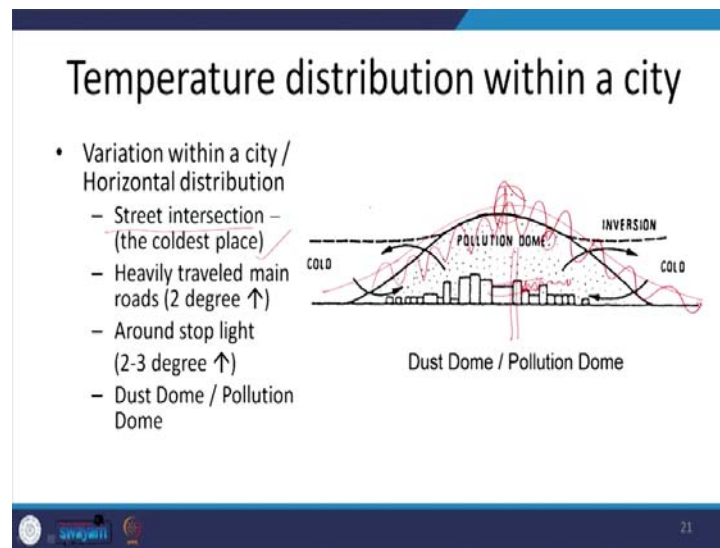 Temperature distribution within a city
• Variation within a city /
Horizontal distribution
– Street intersection –
(the coldest place)
– Heavily traveled main
roads (2 degree ↑)
– Around stop light
(2-3 degree ↑)
– Dust Dome / Pollution
Dome
INVERSION
POLLUTION DOME
COLD
COLD
Dust Dome / Pollution Dome
swayam
21